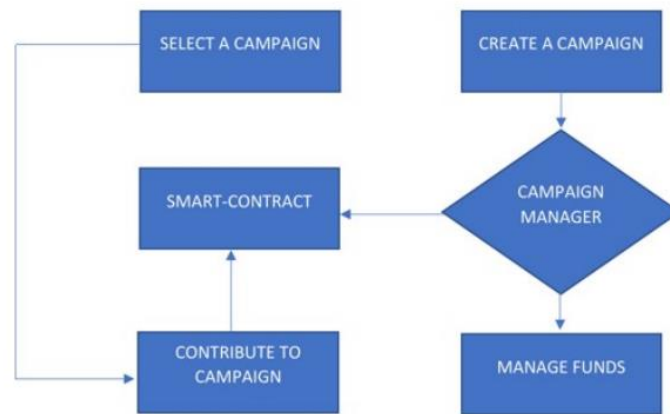 SELECT A CAMPAIGN
CREATE A CAMPAIGN
SMART-CONTRACT
CAMPAIGN
MANAGER
CONTRIBUTE TO
CAMPAIGN
MANAGE FUNDS